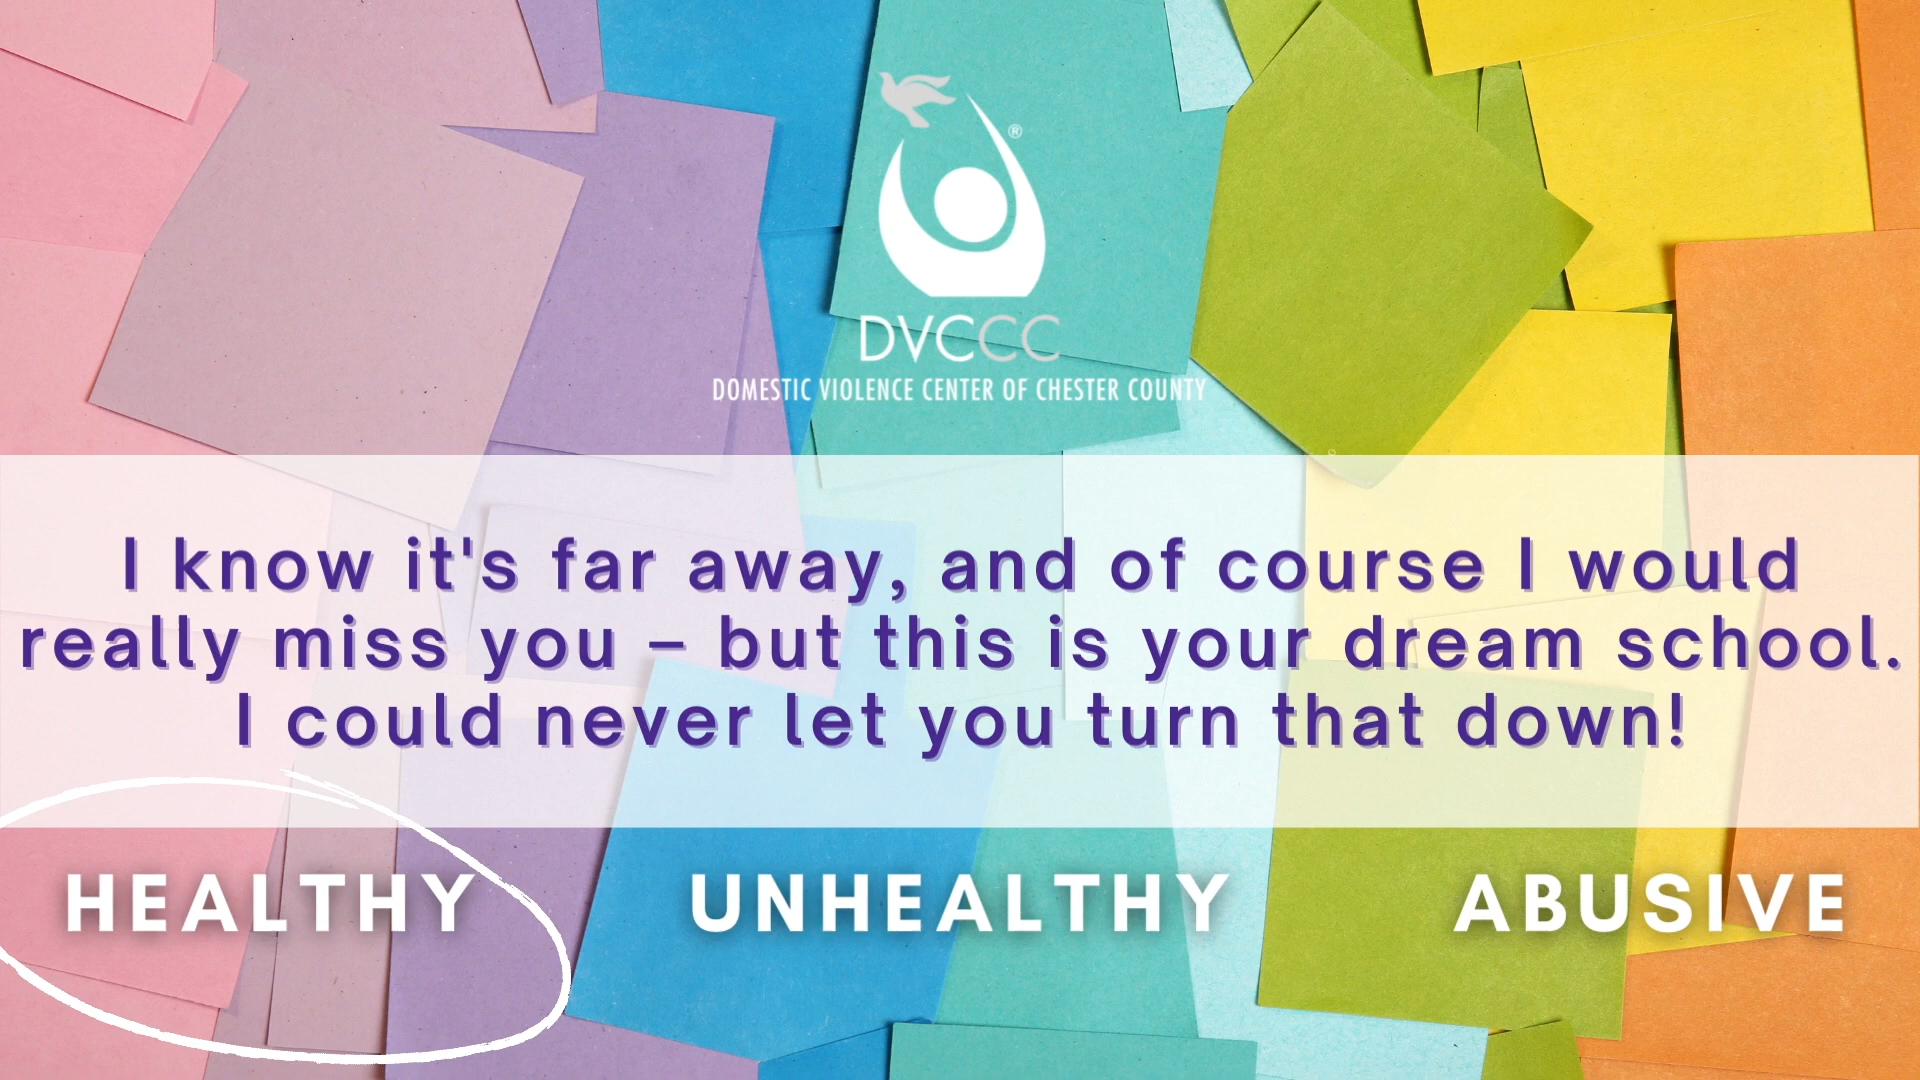 ®
DVCCC
DOMESTIC VIOLENCE CENTER OF CHESTER COUNTY
I know it's far away, and of course I would
really miss you – but this is your dream school.
I could never let you turn that down!
HEALTHY UNHEALTHY ABUSIVE